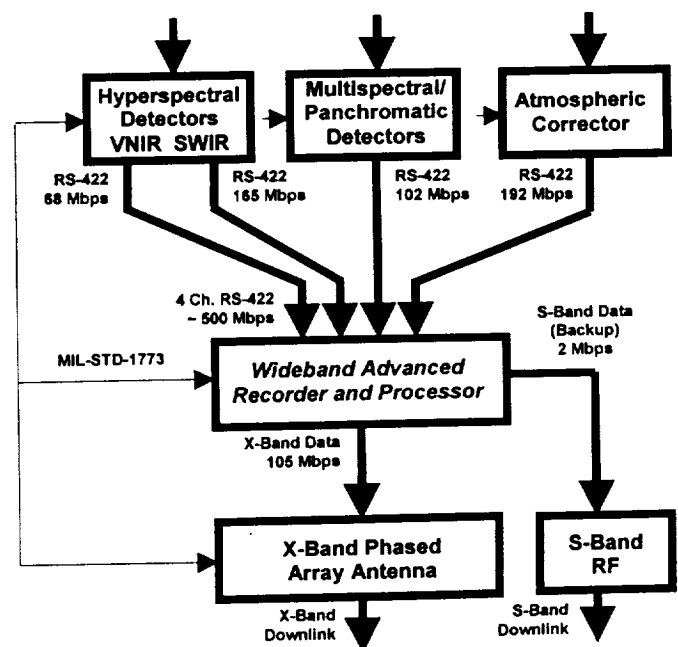 Hyperspectral
Detectors
VNIR SWIR
Multispectral/
Panchromatic
Detectors
Atmospheric
Corrector
RS-422
68 Mbps
RS-422
165 Mbps
RS-422
102 Mbps
RS-422
192 Mbps
4 Ch. RS-422
~ 500 Mbps
S-Band Data
(Backup)
2 Mbps
MIL-STD-1773
Wideband Advanced
Recorder and Processor
X-Band Data
105 Mbps
X-Band Phased
Array Antenna
S-Band
RF
X-Band
Downlink
S-Band
Downlink